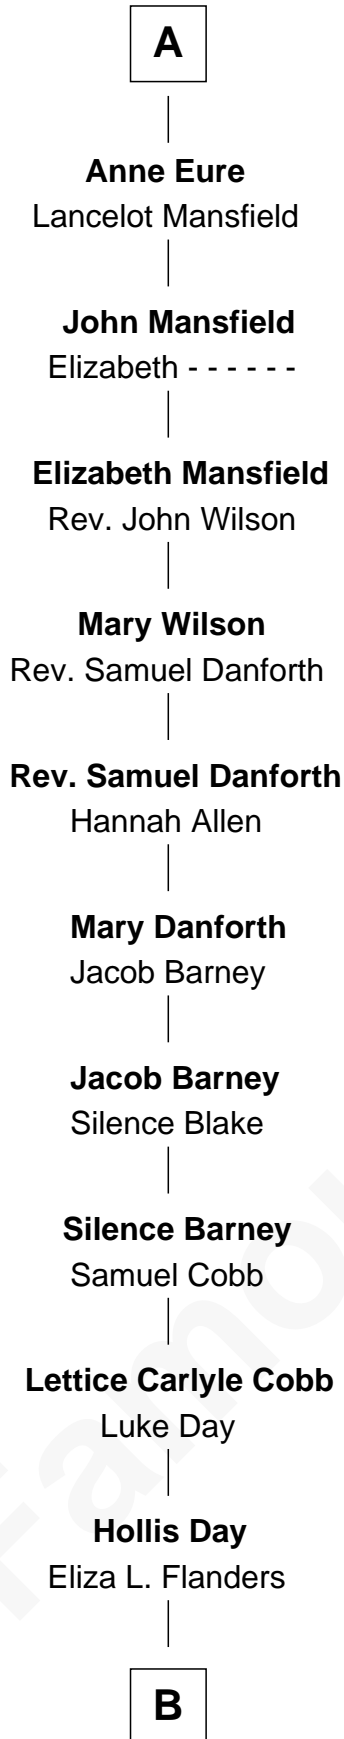 A
Anne Eure
Lancelot Mansfield
John Mansfield
Elizabeth - - - - - -
Elizabeth Mansfield
Rev. John Wilson
Mary Wilson
Rev. Samuel Danforth
Rev. Samuel Danforth
Hannah Allen
Mary Danforth
Jacob Barney
Jacob Barney
Silence Blake
Silence Barney
Samuel Cobb
Lettice Carlyle Cobb
Luke Day
Hollis Day
Eliza L. Flanders
B